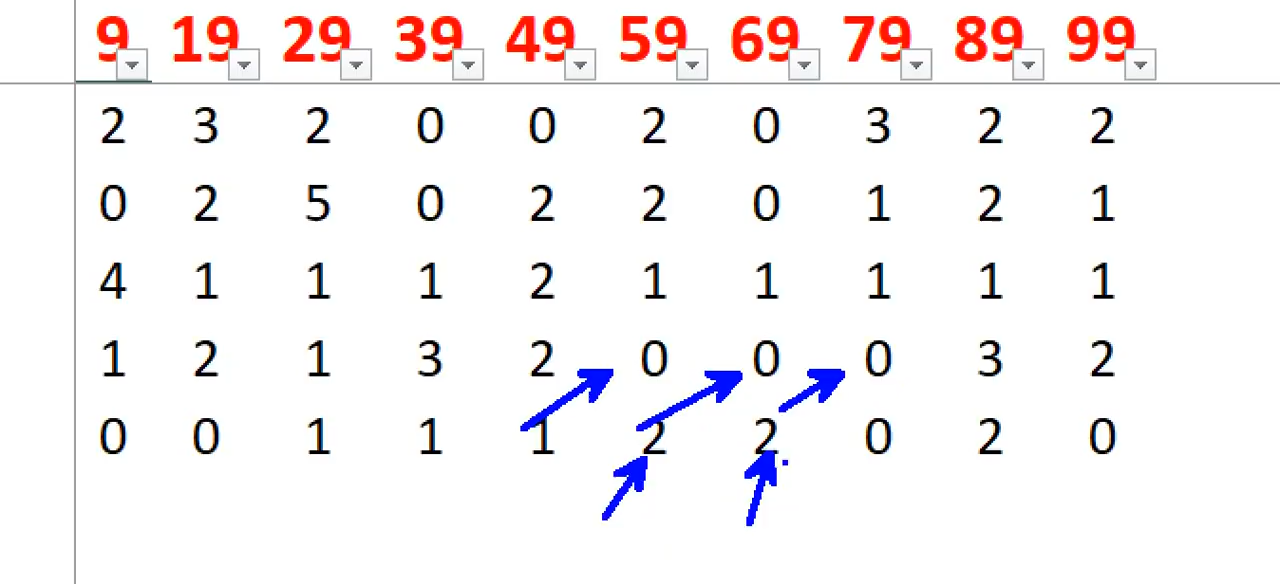 9 19 29 39 49 59 69 79 89 99
2 3 2 0 0 2 0 3 2 2
0 2 5 0 2 2 0 1 2 1
4 1 1 1 2 1 1 1 1 1
1 2 1 3 2 0 0 0 3 2
0 0 1 1 1 2 2 0 2 0